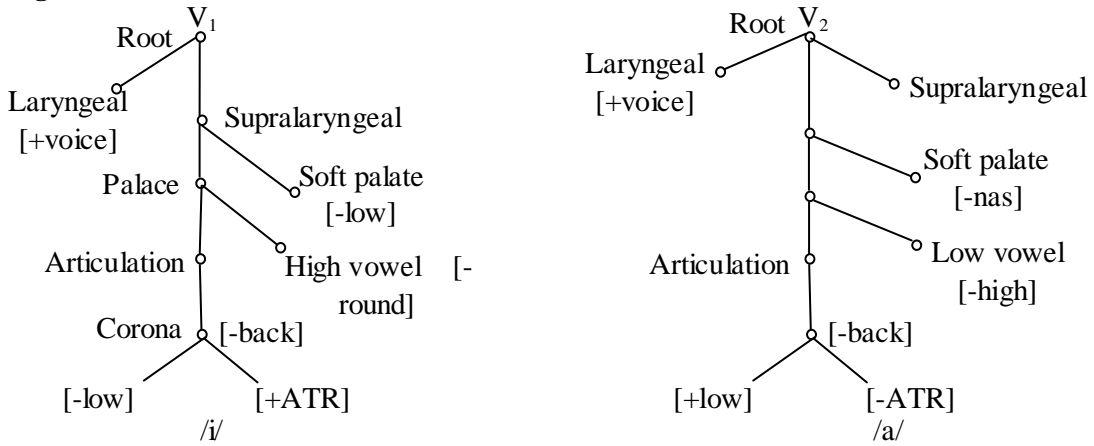 V1
Root
Laryngeal
[+voice]
Supralaryngeal
Palace
Soft palate
[-low]
Articulation
High vowel [-
round]
Corona
[-back]
[-low]
[+ATR]
/i/
V2
Root
Laryngeal
[+voice]
Supralaryngeal
Soft palate
[-nas]
Low vowel
[-high]
Articulation
[-back]
[+low]
[-ATR]
/a/